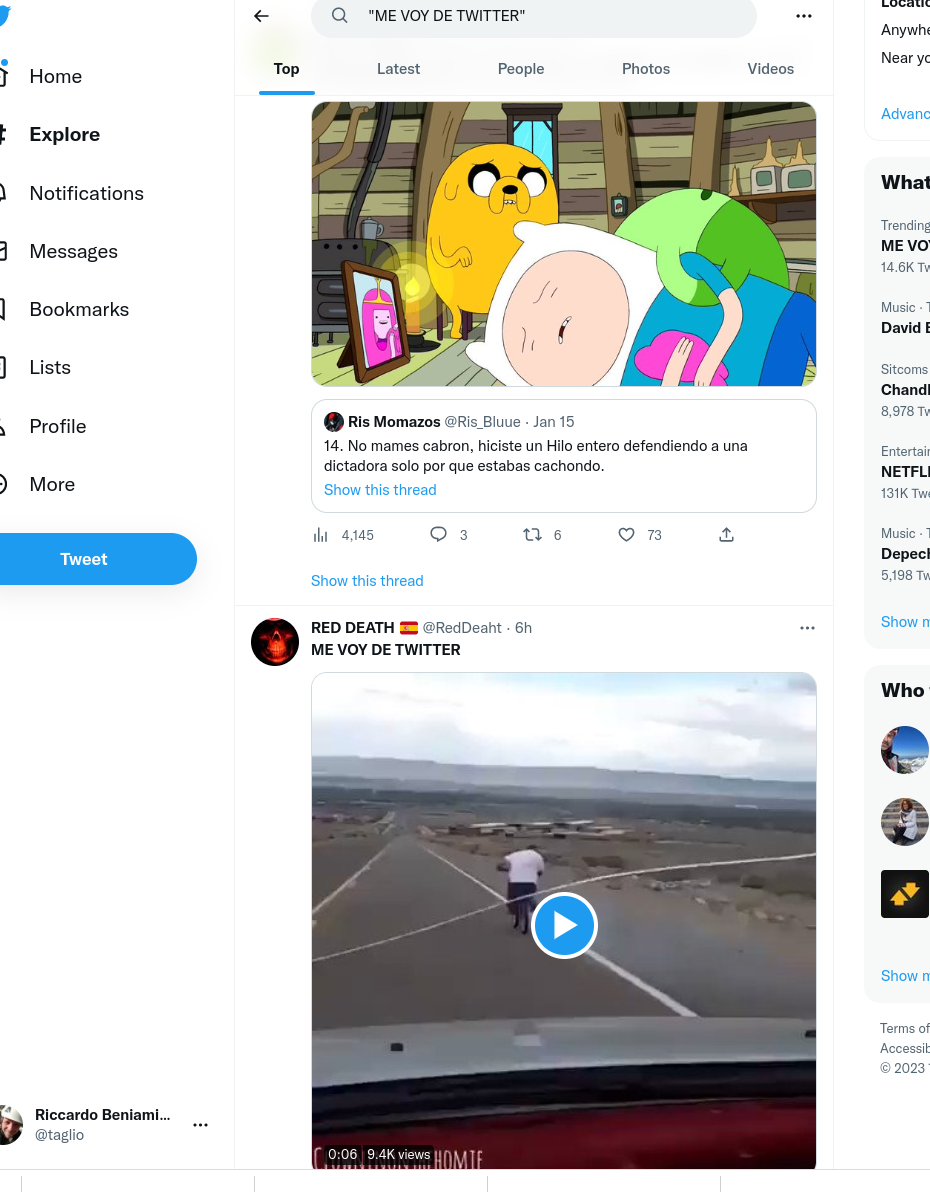 "ME VOY DE TWITTER"
Top
Latest
People
Photos
Videos
Home
Explore
Notifications
Messages
Bookmarks
Lists
Profile
More
Tweet
Riccardo Beniami...
@taglio
Ris Momazos @Ris_Bluue · Jan 15
14. No mames cabron, hiciste un Hilo entero defendiendo a una
dictadora solo por que estabas cachondo.
Show this thread
4,145
3
6
73
Show this thread
RED DEATH @RedDeaht · 6h
ME VOY DE TWITTER
0:06
9.4K views
Locatio
Anywhe
Near yo
Advanc
What
Trending
ME VOY
14.6K Tw
Music · T
David B
Sitcoms
Chandl
8,978 Tw
Entertain
NETFLI
131K Twe
Music · T
Depech
5,198 Tw
Show m
Who
Show m
Terms of
Accessib
© 2023